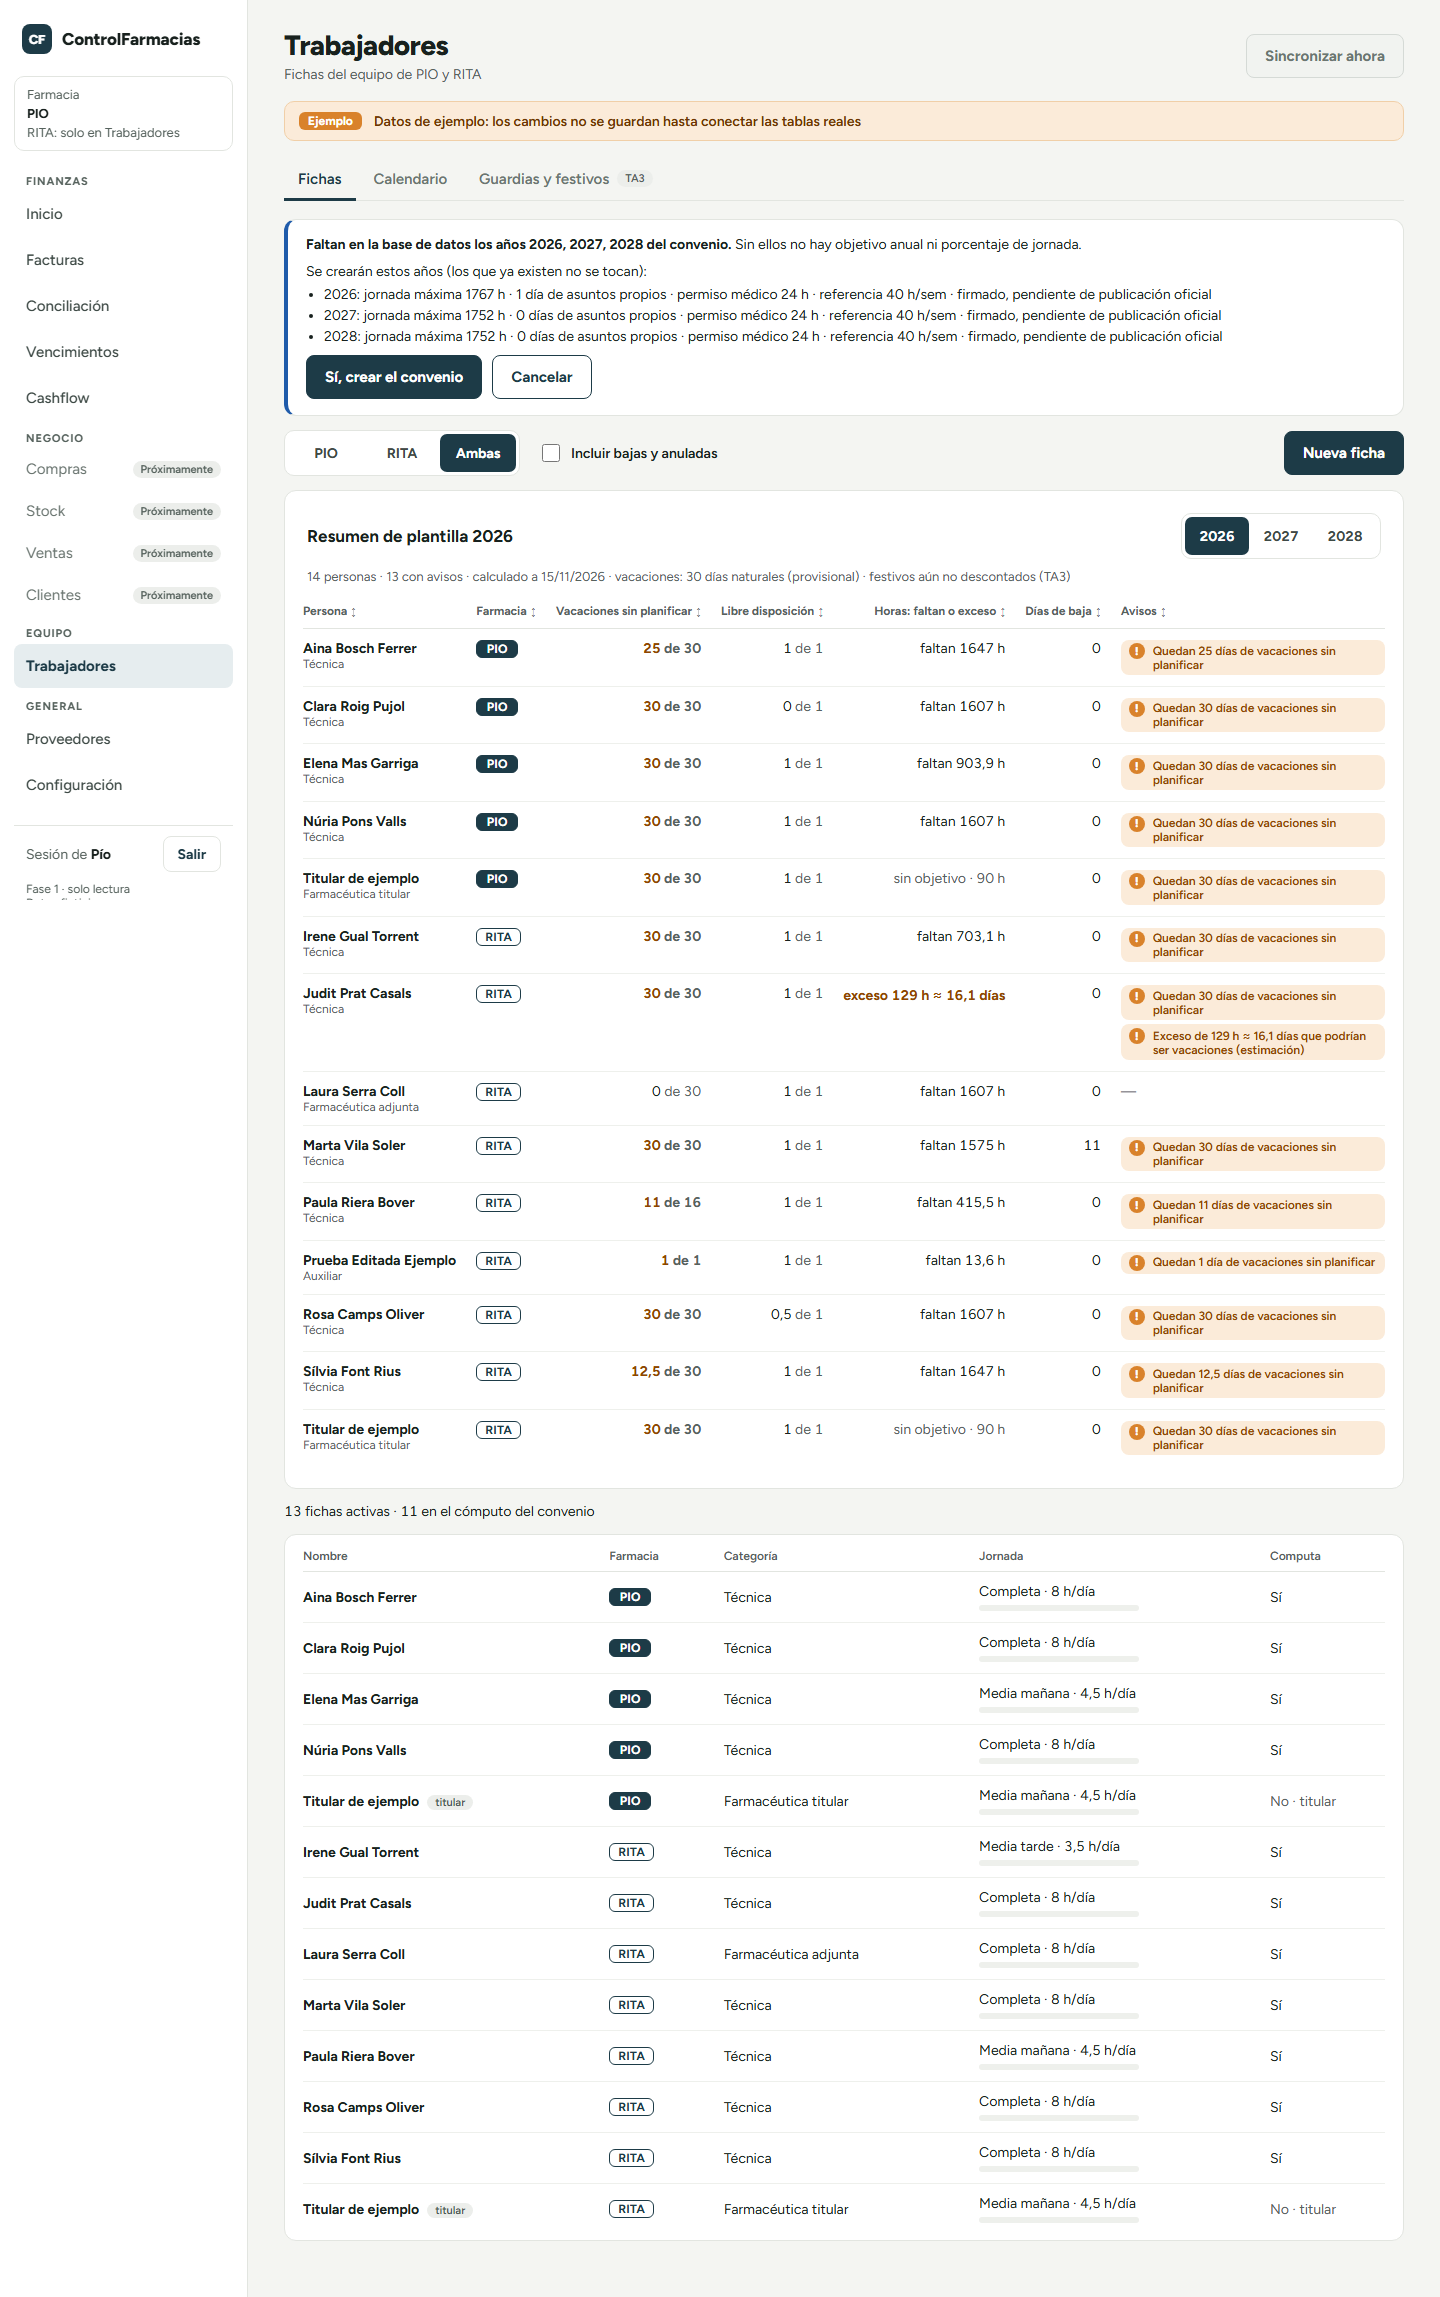 CF ControlFarmacias
Farmacia
PIO
RITA: solo en Trabajadores
FINANZAS
Inicio
Facturas
Conciliación
Vencimientos
Cashflow
NEGOCIO
Compras Próximamente
Stock Próximamente
Ventas Próximamente
Clientes Próximamente
EQUIPO
Trabajadores
GENERAL
Proveedores
Configuración
Sesión de Pío Salir
Fase 1 · solo lectura
Trabajadores
Fichas del equipo de PIO y RITA
Sincronizar ahora
Ejemplo Datos de ejemplo: los cambios no se guardan hasta conectar las tablas reales
Fichas Calendario Guardias y festivos TA3
Faltan en la base de datos los años 2026, 2027, 2028 del convenio. Sin ellos no hay objetivo anual ni porcentaje de jornada.
Se crearán estos años (los que ya existen no se tocan):
• 2026: jornada máxima 1767 h · 1 día de asuntos propios · permiso médico 24 h · referencia 40 h/sem · firmado, pendiente de publicación oficial
• 2027: jornada máxima 1752 h · 0 días de asuntos propios · permiso médico 24 h · referencia 40 h/sem · firmado, pendiente de publicación oficial
• 2028: jornada máxima 1752 h · 0 días de asuntos propios · permiso médico 24 h · referencia 40 h/sem · firmado, pendiente de publicación oficial
Sí, crear el convenio Cancelar
PIO RITA Ambas Incluir bajas y anuladas Nueva ficha
Resumen de plantilla 2026 2026 2027 2028
14 personas · 13 con avisos · calculado a 15/11/2026 · vacaciones: 30 días naturales (provisional) · festivos aún no descontados (TA3)
Persona ↕ Farmacia ↕ Vacaciones sin planificar ↕ Libre disposición ↕ Horas: faltan o exceso ↕ Días de baja ↕ Avisos ↕
Aina Bosch Ferrer PIO 25 de 30 1 de 1 faltan 1647 h 0 ! Quedan 25 días de vacaciones sin
Técnica planificar
Clara Roig Pujol PIO 30 de 30 0 de 1 faltan 1607 h 0 ! Quedan 30 días de vacaciones sin
Técnica planificar
Elena Mas Garriga PIO 30 de 30 1 de 1 faltan 903,9 h 0 ! Quedan 30 días de vacaciones sin
Técnica planificar
Núria Pons Valls PIO 30 de 30 1 de 1 faltan 1607 h 0 ! Quedan 30 días de vacaciones sin
Técnica planificar
Titular de ejemplo PIO 30 de 30 1 de 1 sin objetivo · 90 h 0 ! Quedan 30 días de vacaciones sin
Farmacéutica titular planificar
Irene Gual Torrent RITA 30 de 30 1 de 1 faltan 703,1 h 0 ! Quedan 30 días de vacaciones sin
Técnica planificar
Judit Prat Casals RITA 30 de 30 1 de 1 exceso 129 h ≈ 16,1 días 0 ! Quedan 30 días de vacaciones sin
Técnica planificar
! Exceso de 129 h ≈ 16,1 días que podrían
ser vacaciones (estimación)
Laura Serra Coll RITA 0 de 30 1 de 1 faltan 1607 h 0 —
Farmacéutica adjunta
Marta Vila Soler RITA 30 de 30 1 de 1 faltan 1575 h 11 ! Quedan 30 días de vacaciones sin
Técnica planificar
Paula Riera Bover RITA 11 de 16 1 de 1 faltan 415,5 h 0 ! Quedan 11 días de vacaciones sin
Técnica planificar
Prueba Editada Ejemplo RITA 1 de 1 1 de 1 faltan 13,6 h 0 ! Quedan 1 día de vacaciones sin planificar
Auxiliar
Rosa Camps Oliver RITA 30 de 30 0,5 de 1 faltan 1607 h 0 ! Quedan 30 días de vacaciones sin
Técnica planificar
Sílvia Font Rius RITA 12,5 de 30 1 de 1 faltan 1647 h 0 ! Quedan 12,5 días de vacaciones sin
Técnica planificar
Titular de ejemplo RITA 30 de 30 1 de 1 sin objetivo · 90 h 0 ! Quedan 30 días de vacaciones sin
Farmacéutica titular planificar
13 fichas activas · 11 en el cómputo del convenio
Nombre Farmacia Categoría Jornada Computa
Aina Bosch Ferrer PIO Técnica Completa · 8 h/día Sí
Clara Roig Pujol PIO Técnica Completa · 8 h/día Sí
Elena Mas Garriga PIO Técnica Media mañana · 4,5 h/día Sí
Núria Pons Valls PIO Técnica Completa · 8 h/día Sí
Titular de ejemplo titular PIO Farmacéutica titular Media mañana · 4,5 h/día No · titular
Irene Gual Torrent RITA Técnica Media tarde · 3,5 h/día Sí
Judit Prat Casals RITA Técnica Completa · 8 h/día Sí
Laura Serra Coll RITA Farmacéutica adjunta Completa · 8 h/día Sí
Marta Vila Soler RITA Técnica Completa · 8 h/día Sí
Paula Riera Bover RITA Técnica Media mañana · 4,5 h/día Sí
Rosa Camps Oliver RITA Técnica Completa · 8 h/día Sí
Sílvia Font Rius RITA Técnica Completa · 8 h/día Sí
Titular de ejemplo titular RITA Farmacéutica titular Media mañana · 4,5 h/día No · titular